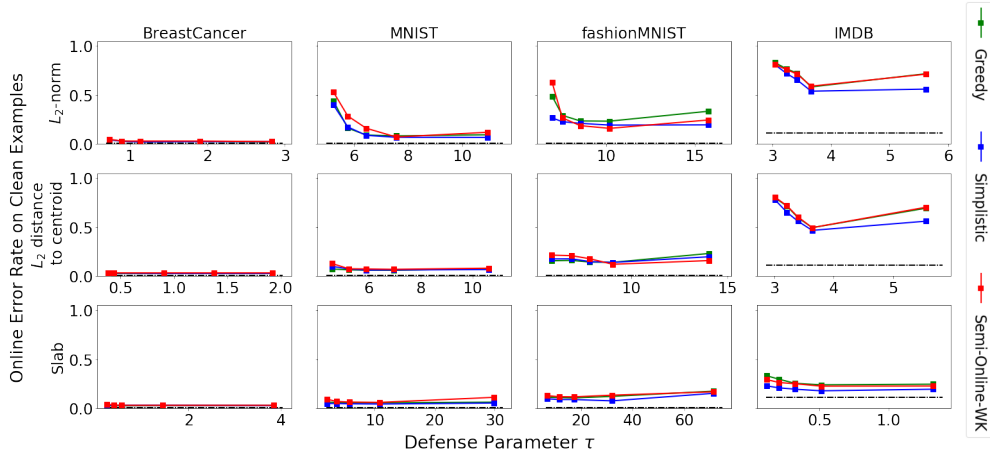 BreastCancer MNIST fashionMNIST IMDB
Online Error Rate on Clean Examples
L₂-norm
1.0
0.5
0.0
1 2 3
6 8 10
10 15
3 4 5 6
L₂ distance
to centroid
1.0
0.5
0.0
0.5 1.0 1.5 2.0
6 8 10
10 15
3 4 5
Slab
1.0
0.5
0.0
2 4
10 20 30
20 40 60
0.5 1.0
Defense Parameter τ
Greedy
Simplistic
Semi-Online-WK